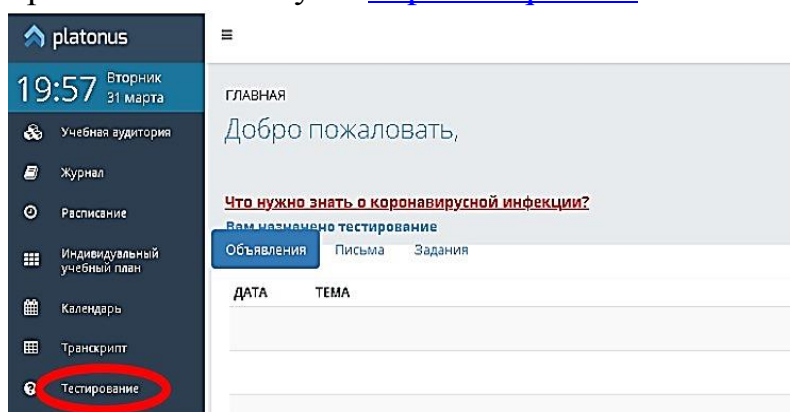 platonus
19:57 Вторник
31 марта
Учебная аудитория
Журнал
Расписание
Индивидуальный
учебный план
Календарь
Транскрипт
Тестирование
ГЛАВНАЯ
Добро пожаловать,
Что нужно знать о коронавирусной инфекции?
Вам назначено тестирование
Объявления Письма Задания
ДАТА ТЕМА